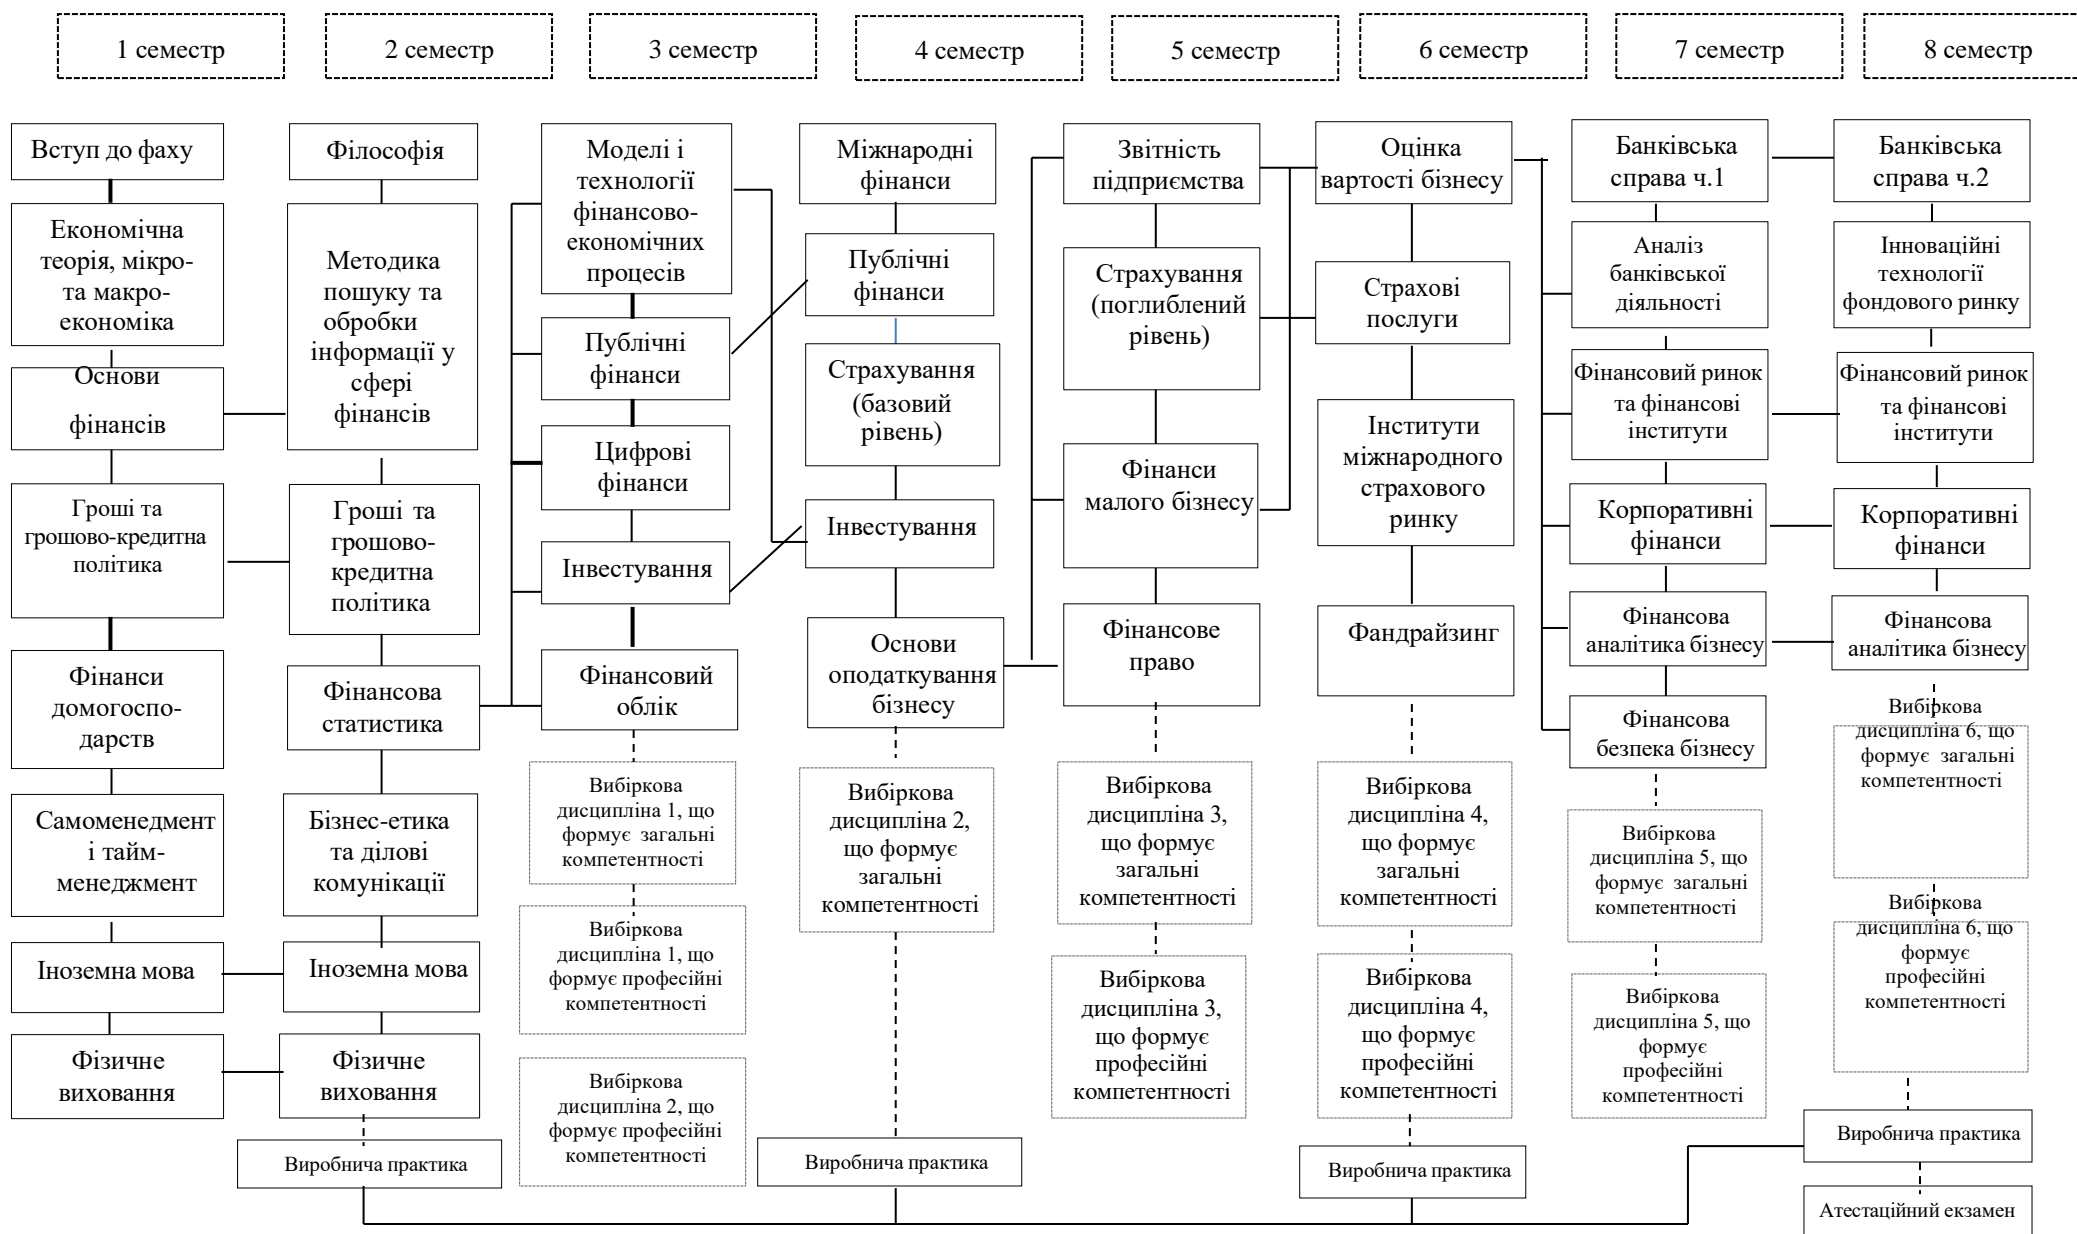 1 семестр
2 семестр
3 семестр
4 семестр
5 семестр
6 семестр
7 семестр
8 семестр
Вступ до фаху
Економічна
теорія, мікро-
та макро-
економіка
Основи
фінансів
Гроші та
грошово-кредитна
політика
Фінанси
домогоспо-
дарств
Самоменедмент
і тайм-
менеджмент
Іноземна мова
Фізичне
виховання
Філософія
Методика
пошуку та
обробки
інформації у
сфері
фінансів
Гроші та
грошово-
кредитна
політика
Фінансова
статистика
Бізнес-етика
та ділові
комунікації
Іноземна мова
Фізичне
виховання
Виробнича практика
Моделі і
технології
фінансово-
економічних
процесів
Публічні
фінанси
Цифрові
фінанси
Інвестування
Фінансовий
облік
Вибіркова
дисципліна 1, що
формує загальні
компетентності
Вибіркова
дисципліна 1, що
формує професійні
компетентності
Вибіркова
дисципліна 2, що
формує професійні
компетентності
Міжнародні
фінанси
Публічні
фінанси
Страхування
(базовий
рівень)
Інвестування
Основи
оподаткування
бізнесу
Вибіркова
дисципліна 2,
що формує
загальні
компетентності
Виробнича практика
Звітність
підприємства
Страхування
(поглиблений
рівень)
Фінанси
малого бізнесу
Фінансове
право
Вибіркова
дисципліна 3,
що формує
загальні
компетентності
Вибіркова
дисципліна 3,
що формує
професійні
компетентності
Оцінка
вартості бізнесу
Страхові
послуги
Інститути
міжнародного
страхового
ринку
Фандрайзинг
Вибіркова
дисципліна 4,
що формує
загальні
компетентності
Вибіркова
дисципліна 4,
що формує
професійні
компетентності
Виробнича практика
Банківська
справа ч.1
Аналіз
банківської
діяльності
Фінансовий ринок
та фінансові
інститути
Корпоративні
фінанси
Фінансова
аналітика бізнесу
Фінансова
безпека бізнесу
Вибіркова
дисципліна 5, що
формує загальні
компетентності
Вибіркова
дисципліна 5, що
формує
професійні
компетентності
Банківська
справа ч.2
Інноваційні
технології
фондового ринку
Фінансовий ринок
та фінансові
інститути
Корпоративні
фінанси
Фінансова
аналітика бізнесу
Вибіркова
дисципліна 6, що
формує загальні
компетентності
Вибіркова
дисципліна 6, що
формує
професійні
компетентності
Виробнича практика
Атестаційний екзамен